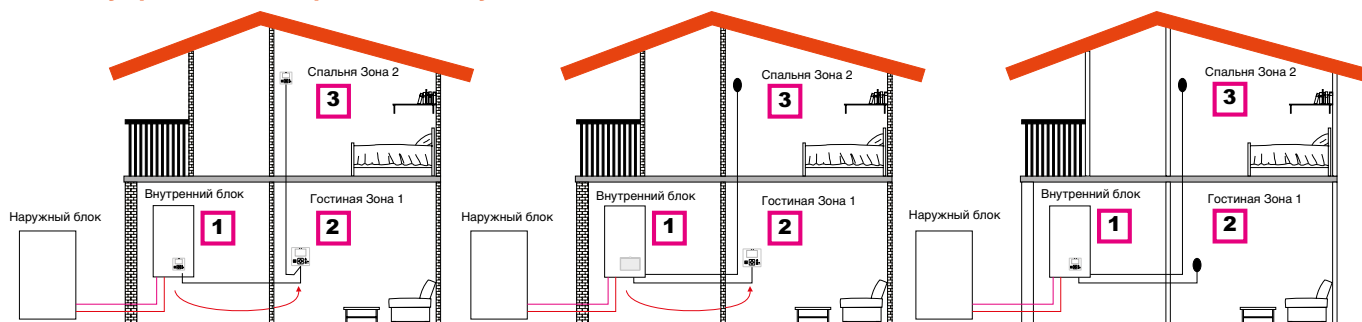 Спальня Зона 2
3
Внутренний блок
Гостиная Зона 1
Наружный блок
1
2
Спальня Зона 2
3
Внутренний блок
Гостиная Зона 1
Наружный блок
1
2
Спальня Зона 2
3
Внутренний блок
Гостиная Зона 1
Наружный блок
1
2